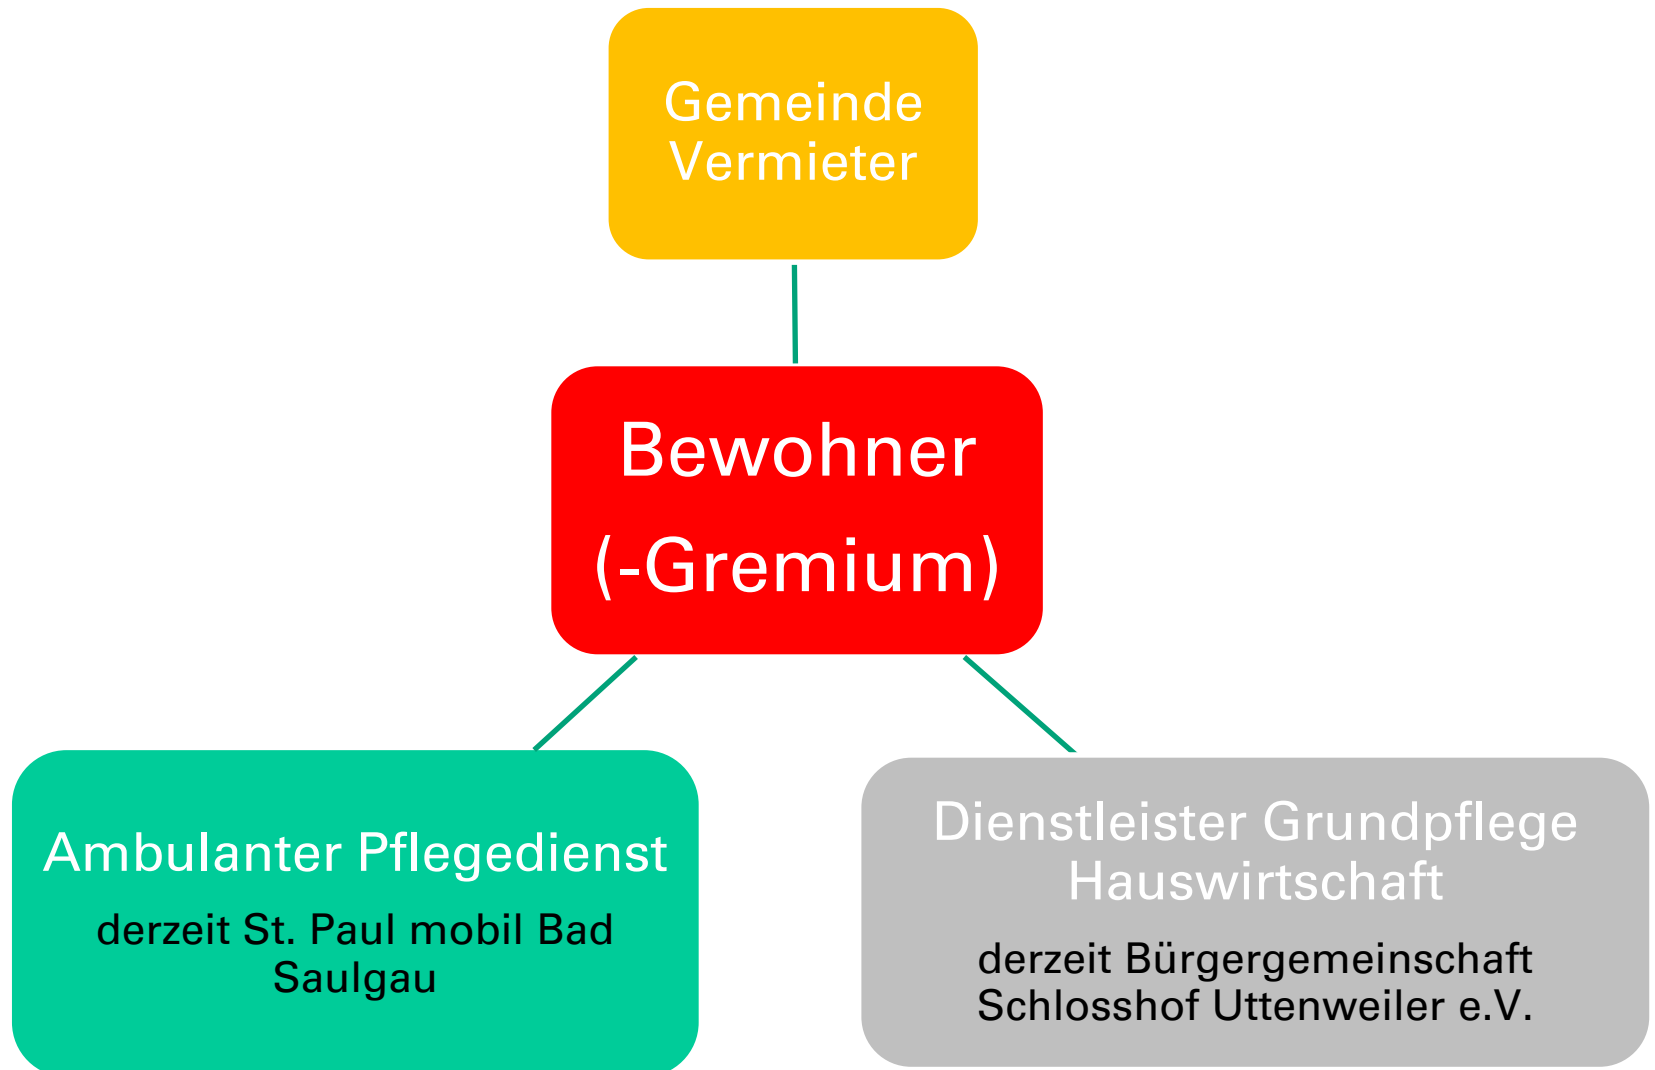 Gemeinde
Vermieter
Bewohner
(-Gremium)
Ambulanter Pflegedienst
derzeit St. Paul mobil Bad
Saulgau
Dienstleister Grundpflege
Hauswirtschaft
derzeit Bürgergemeinschaft
Schlosshof Uttenweiler e.V.